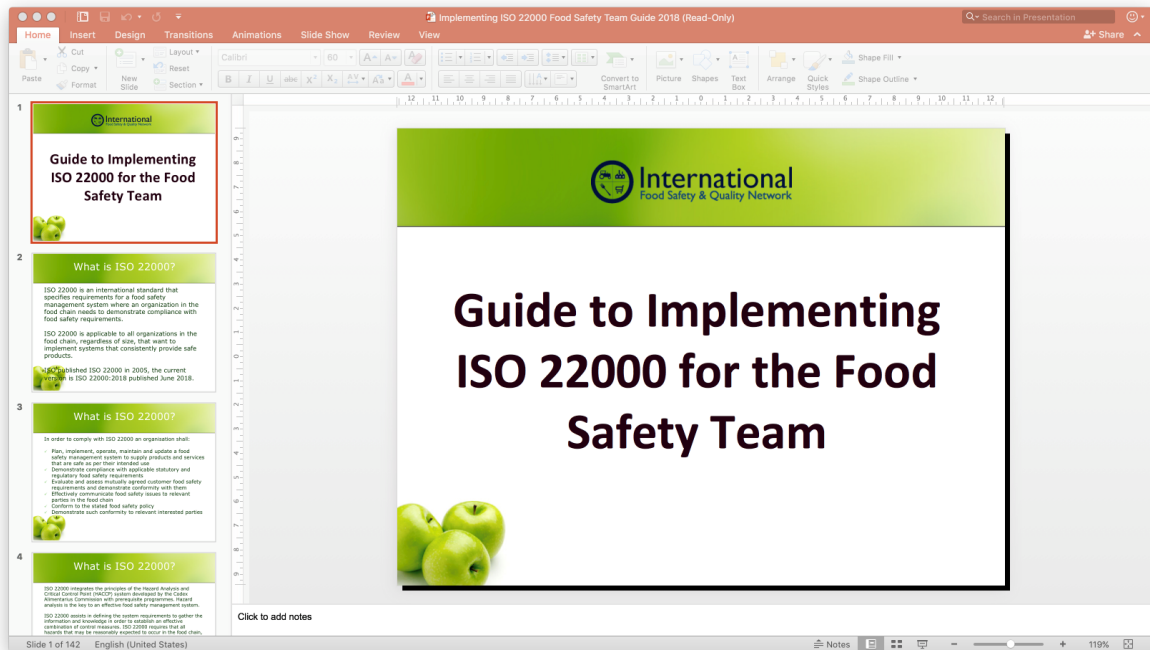 Implementing ISO 22000 Food Safety Team Guide 2018 (Read-Only)
Search in Presentation
Home Insert Design Transitions Animations Slide Show Review View
Share
Cut
Copy
Format
Paste
New Slide
Layout
Reset
Section
Calibri 60
Convert to SmartArt
Picture
Shapes
Text Box
Arrange
Quick Styles
Shape Fill
Shape Outline
1
International
Food Safety & Quality Network
Guide to Implementing
ISO 22000 for the Food
Safety Team
2
What is ISO 22000?
ISO 22000 is an international standard that
specifies requirements for a food safety
management system where an organization in the
food chain needs to demonstrate compliance with
food safety requirements.
ISO 22000 is applicable to all organizations in the
food chain, regardless of size, that want to
implement systems that consistently provide safe
products.
ISO published ISO 22000 in 2005, the current
version is ISO 22000:2018 published June 2018.
3
What is ISO 22000?
In order to comply with ISO 22000 an organisation shall:
Plan, implement, operate, maintain and update a food
safety management system to supply products and services
that are safe as per their intended use
Demonstrate compliance with applicable statutory and
regulatory food safety requirements
Evaluate and assess mutually agreed customer food safety
requirements and demonstrate conformity with them
Effectively communicate food safety issues to relevant
parties in the food chain
Conform to the stated food safety policy
Demonstrate such conformity to relevant interested parties
4
What is ISO 22000?
ISO 22000 integrates the principles of the Hazard Analysis and
Critical Control Point (HACCP) system developed by the Codex
Alimentarius Commission with prerequisite programmes. Hazard
analysis is the key to an effective food safety management system.
ISO 22000 assists in defining the system requirements to gather the
information and knowledge in order to establish an effective
combination of control measures. ISO 22000 requires that all
hazards that may be reasonably expected to occur in the food chain,
International
Food Safety & Quality Network
Guide to Implementing
ISO 22000 for the Food
Safety Team
Click to add notes
Slide 1 of 142 English (United States)
Notes
119%